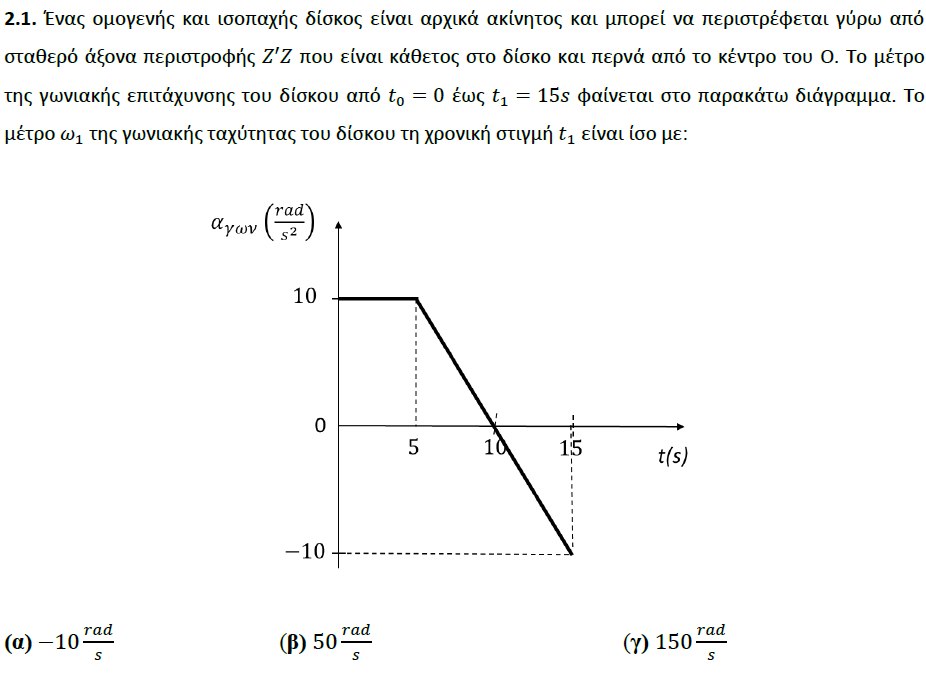 2.1. Ένας ομογενής και ισοπαχής δίσκος είναι αρχικά ακίνητος και μπορεί να περιστρέφεται γύρω από
σταθερό άξονα περιστροφής Z′Z που είναι κάθετος στο δίσκο και περνά από το κέντρο του Ο. Το μέτρο
της γωνιακής επιτάχυνσης του δίσκου από t₀ = 0 έως t₁ = 15s φαίνεται στο παρακάτω διάγραμμα. Το
μέτρο ω₁ της γωνιακής ταχύτητας του δίσκου τη χρονική στιγμή t₁ είναι ίσο με:
α_γων (rad/s²)
10
0
5 10 15
t(s)
−10
(α) −10 rad/s (β) 50 rad/s (γ) 150 rad/s